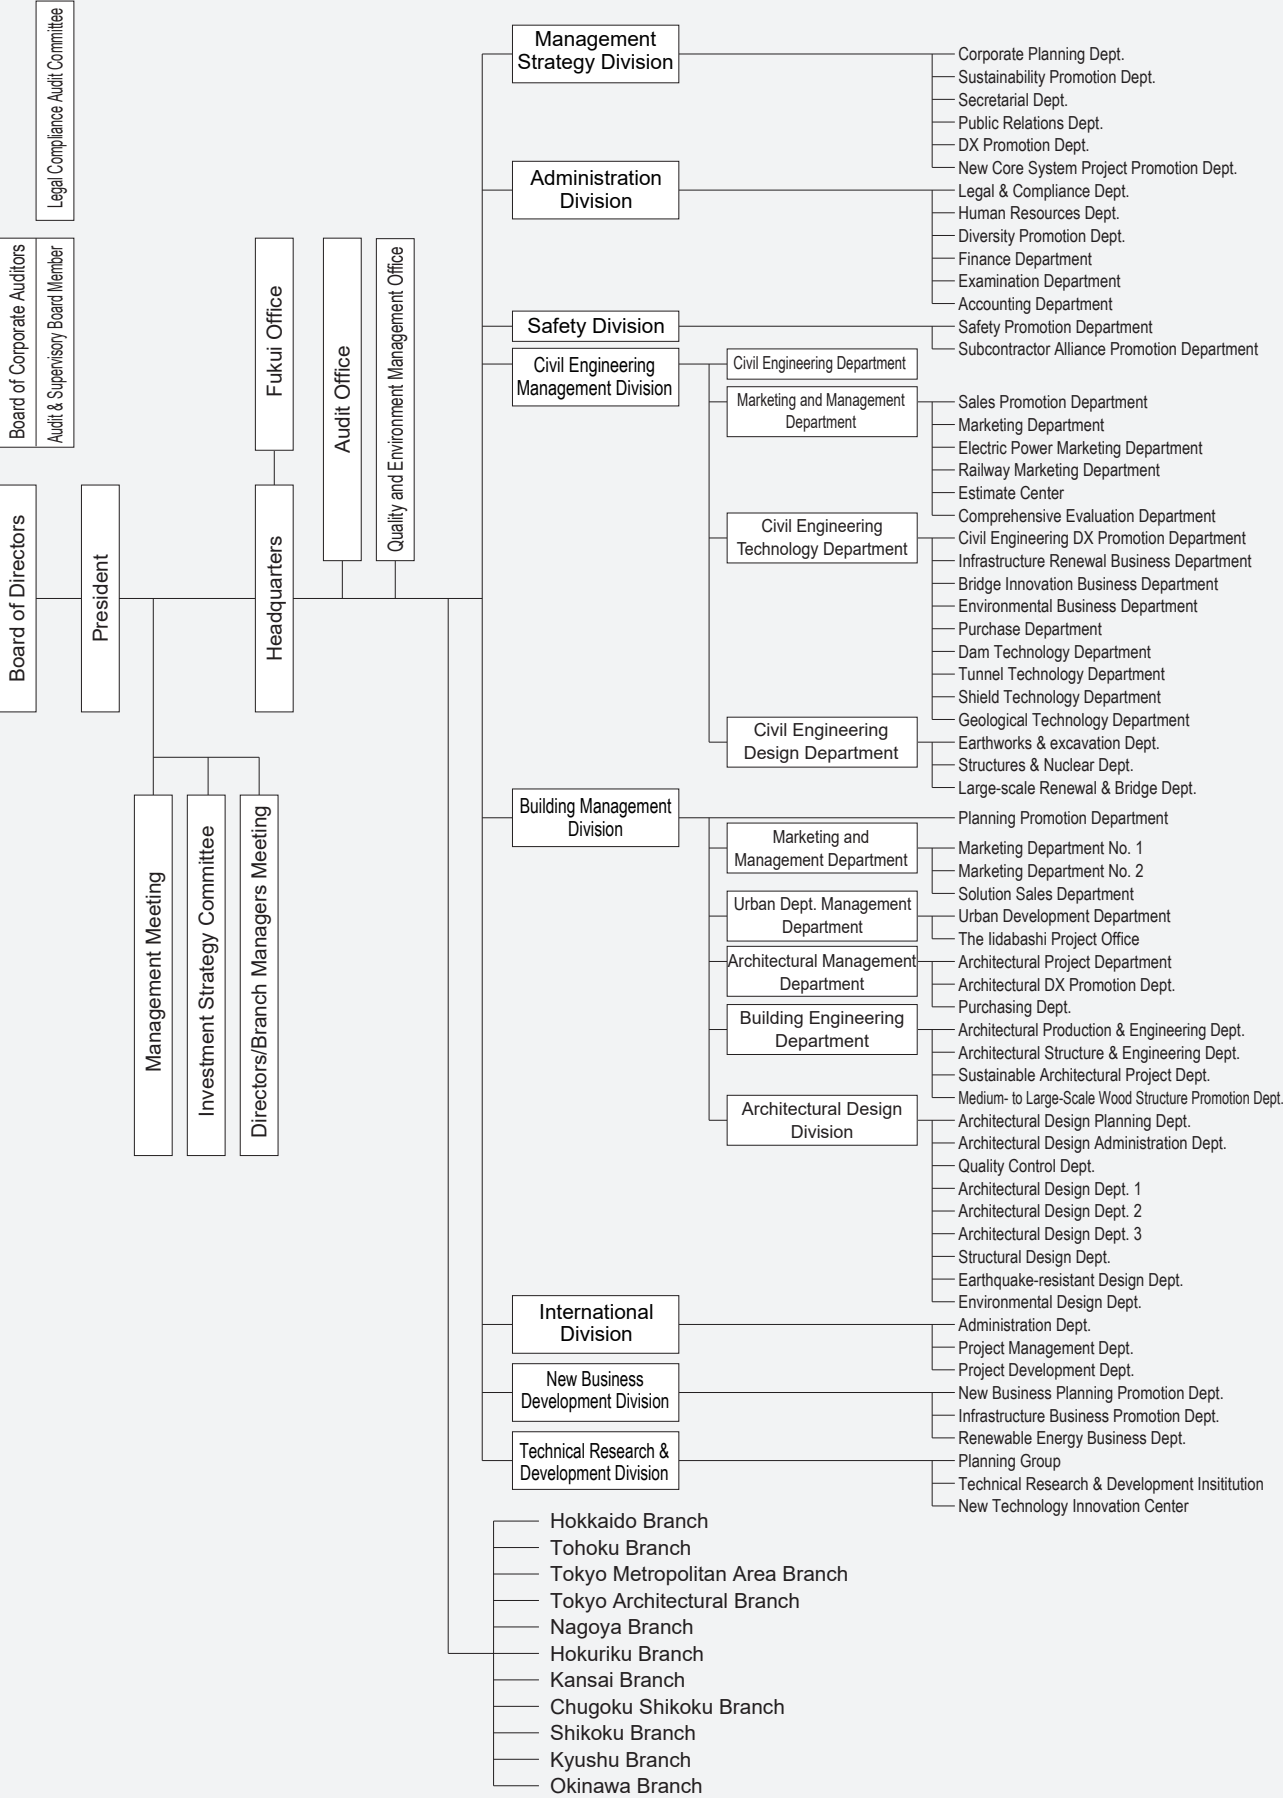 Legal Compliance Audit Committee
Board of Corporate Auditors
Audit & Supervisory Board Member
Board of Directors
President
Fukui Office
Headquarters
Audit Office
Quality and Environment Management Office
Management Meeting
Investment Strategy Committee
Directors/Branch Managers Meeting
Management
Strategy Division
Corporate Planning Dept.
Sustainability Promotion Dept.
Secretarial Dept.
Public Relations Dept.
DX Promotion Dept.
New Core System Project Promotion Dept.
Administration
Division
Legal & Compliance Dept.
Human Resources Dept.
Diversity Promotion Dept.
Finance Department
Examination Department
Accounting Department
Safety Division
Safety Promotion Department
Subcontractor Alliance Promotion Department
Civil Engineering
Management Division
Civil Engineering Department
Marketing and Management
Department
Sales Promotion Department
Marketing Department
Electric Power Marketing Department
Railway Marketing Department
Estimate Center
Comprehensive Evaluation Department
Civil Engineering
Technology Department
Civil Engineering DX Promotion Department
Infrastructure Renewal Business Department
Bridge Innovation Business Department
Environmental Business Department
Purchase Department
Dam Technology Department
Tunnel Technology Department
Shield Technology Department
Geological Technology Department
Civil Engineering
Design Department
Earthworks & excavation Dept.
Structures & Nuclear Dept.
Large-scale Renewal & Bridge Dept.
Building Management
Division
Planning Promotion Department
Marketing and
Management Department
Marketing Department No. 1
Marketing Department No. 2
Solution Sales Department
Urban Dept. Management
Department
Urban Development Department
The Iidabashi Project Office
Architectural Management
Department
Architectural Project Department
Architectural DX Promotion Dept.
Purchasing Dept.
Building Engineering
Department
Architectural Production & Engineering Dept.
Architectural Structure & Engineering Dept.
Sustainable Architectural Project Dept.
Medium- to Large-Scale Wood Structure Promotion Dept.
Architectural Design
Division
Architectural Design Planning Dept.
Architectural Design Administration Dept.
Quality Control Dept.
Architectural Design Dept. 1
Architectural Design Dept. 2
Architectural Design Dept. 3
Structural Design Dept.
Earthquake-resistant Design Dept.
Environmental Design Dept.
International
Division
Administration Dept.
Project Management Dept.
Project Development Dept.
New Business
Development Division
New Business Planning Promotion Dept.
Infrastructure Business Promotion Dept.
Renewable Energy Business Dept.
Technical Research &
Development Division
Planning Group
Technical Research & Development Insititution
New Technology Innovation Center
Hokkaido Branch
Tohoku Branch
Tokyo Metropolitan Area Branch
Tokyo Architectural Branch
Nagoya Branch
Hokuriku Branch
Kansai Branch
Chugoku Shikoku Branch
Shikoku Branch
Kyushu Branch
Okinawa Branch